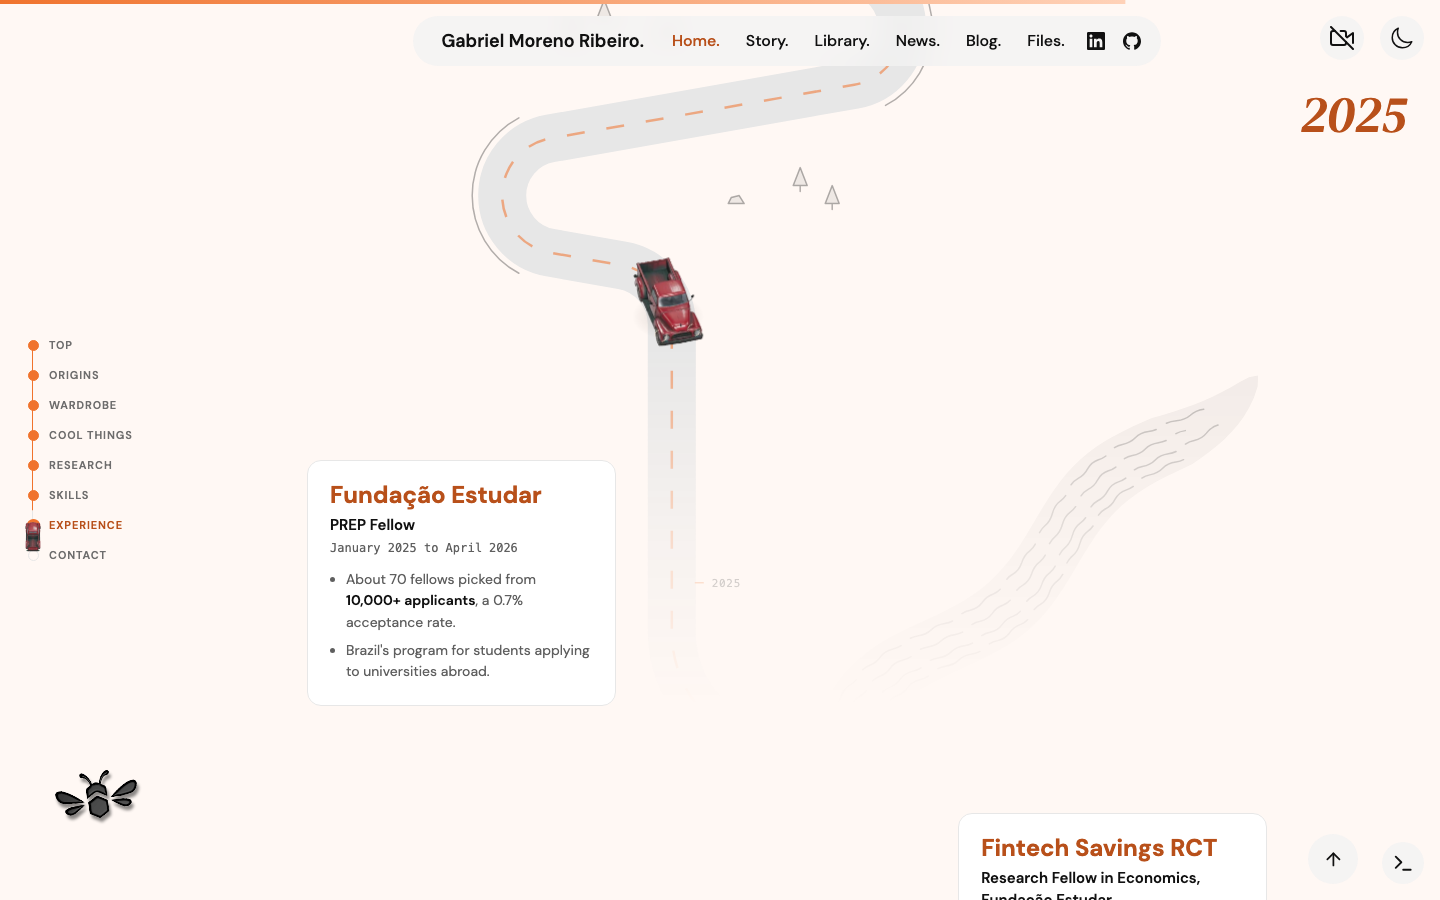 Gabriel Moreno Ribeiro. Home. Story. Library. News. Blog. Files.
2025
TOP
ORIGINS
WARDROBE
COOL THINGS
RESEARCH
SKILLS
EXPERIENCE
CONTACT
Fundação Estudar
PREP Fellow
January 2025 to April 2026
• About 70 fellows picked from
10,000+ applicants, a 0.7%
acceptance rate.
• Brazil's program for students applying
to universities abroad.
2025
Fintech Savings RCT
Research Fellow in Economics,
Fundação Estudar